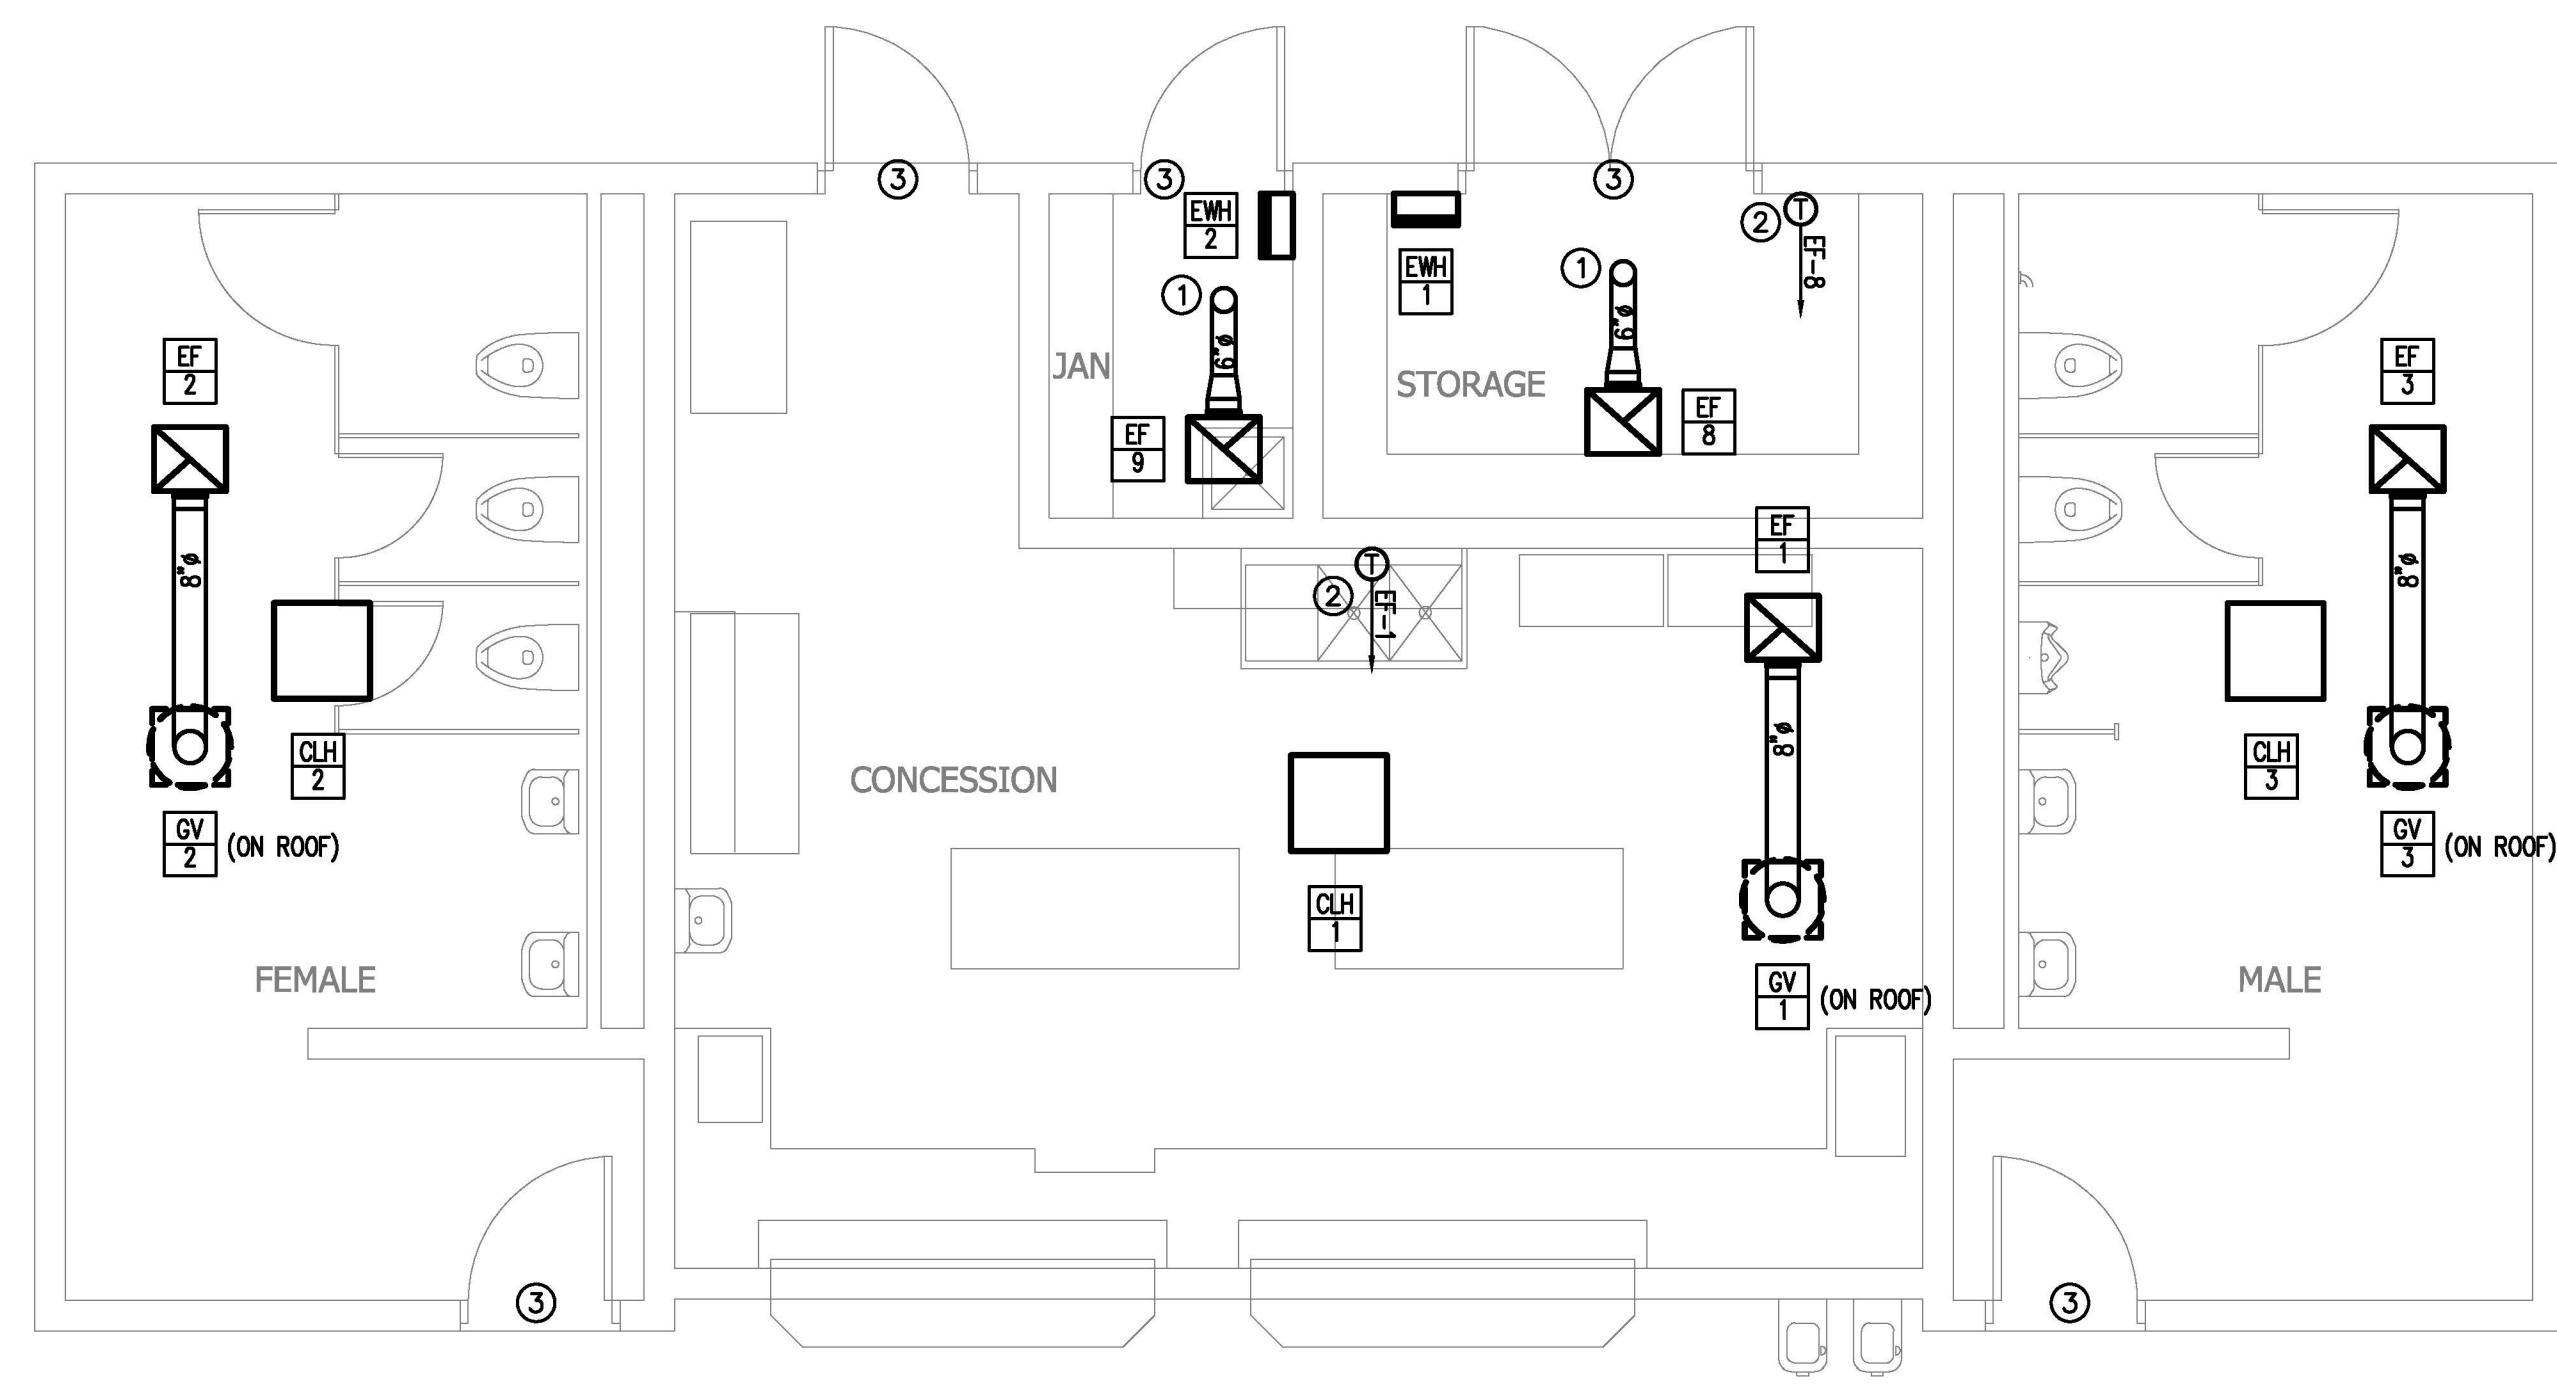 3
3
3
EWH
2
2
T
EF-8
EWH
1
1
1
6"ø
6"ø
EF
2
JAN
STORAGE
EF
3
EF
8
EF
9
EF
1
8"ø
T
2
EF-1
8"ø
8"ø
CLH
2
CONCESSION
CLH
3
GV
2
(ON ROOF)
GV
3
(ON ROOF)
CLH
1
FEMALE
GV
1
(ON ROOF)
MALE
3
3